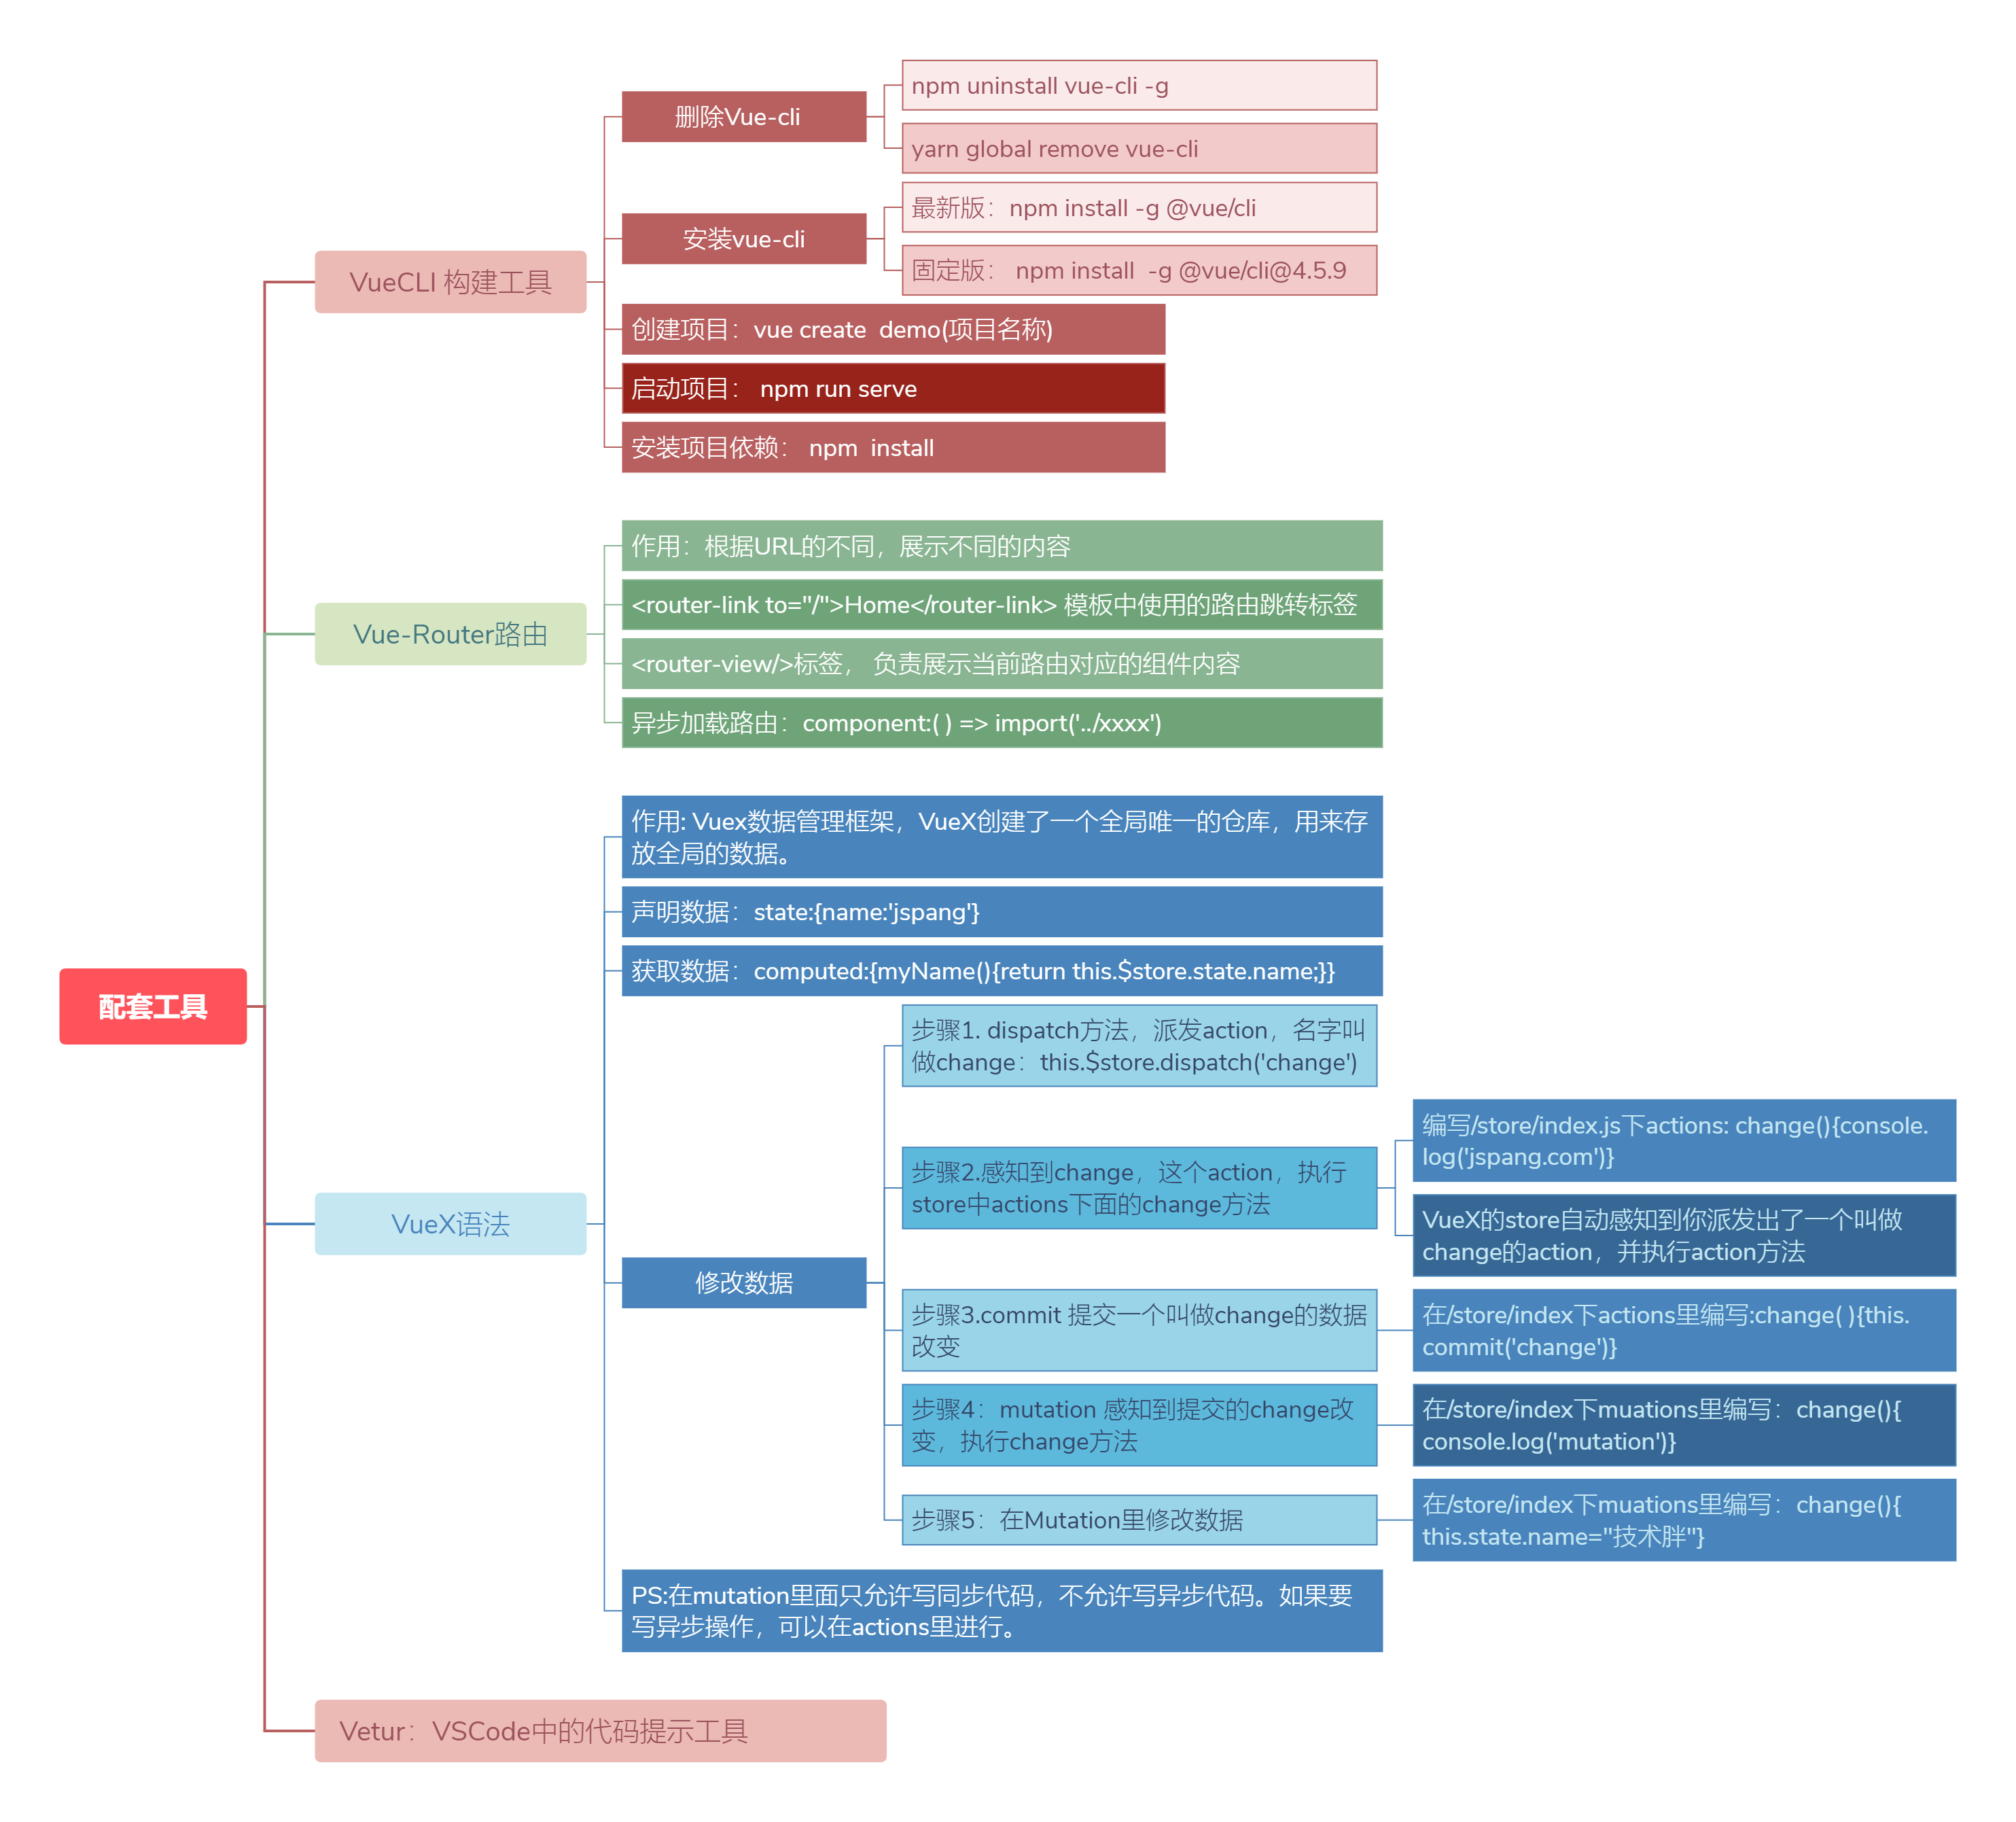 配套工具
VueCLI 构建工具
删除Vue-cli
npm uninstall vue-cli -g
yarn global remove vue-cli
安装vue-cli
最新版：npm install -g @vue/cli
固定版： npm install  -g @vue/cli@4.5.9
创建项目：vue create  demo(项目名称)
启动项目： npm run serve
安装项目依赖： npm  install
Vue-Router路由
作用：根据URL的不同，展示不同的内容
<router-link to="/">Home</router-link> 模板中使用的路由跳转标签
<router-view/>标签， 负责展示当前路由对应的组件内容
异步加载路由：component:( ) => import('../xxxx')
VueX语法
作用: Vuex数据管理框架，VueX创建了一个全局唯一的仓库，用来存
放全局的数据。
声明数据：state:{name:'jspang'}
获取数据：computed:{myName(){return this.$store.state.name;}}
修改数据
步骤1. dispatch方法，派发action，名字叫
做change：this.$store.dispatch('change')
步骤2.感知到change，这个action，执行
store中actions下面的change方法
编写/store/index.js下actions: change(){console.
log('jspang.com')}
VueX的store自动感知到你派发出了一个叫做
change的action，并执行action方法
步骤3.commit 提交一个叫做change的数据
改变
在/store/index下actions里编写:change( ){this.
commit('change')}
步骤4：mutation 感知到提交的change改
变，执行change方法
在/store/index下muations里编写：change(){
console.log('mutation')}
步骤5：在Mutation里修改数据
在/store/index下muations里编写：change(){
this.state.name="技术胖"}
PS:在mutation里面只允许写同步代码，不允许写异步代码。如果要
写异步操作，可以在actions里进行。
Vetur：VSCode中的代码提示工具